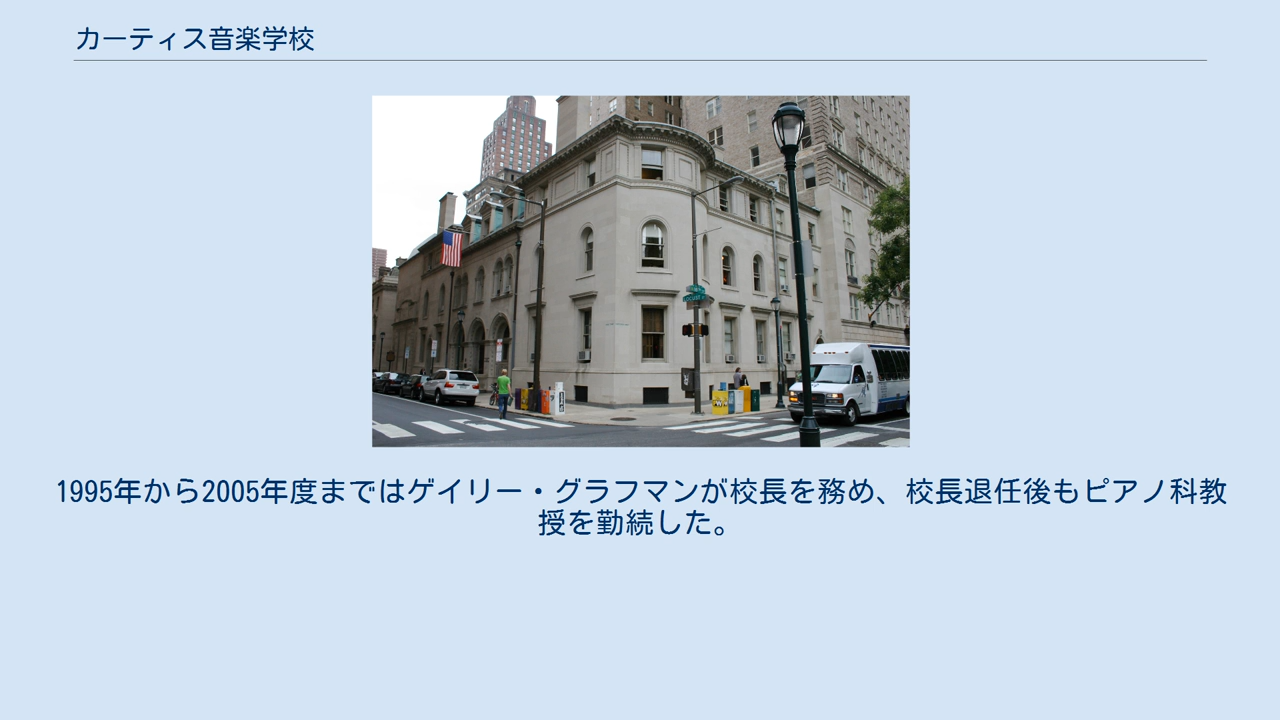 カーティス音楽学校
1995年から2005年度まではゲイリー・グラフマンが校長を務め、校長退任後もピアノ科教
授を勤続した。